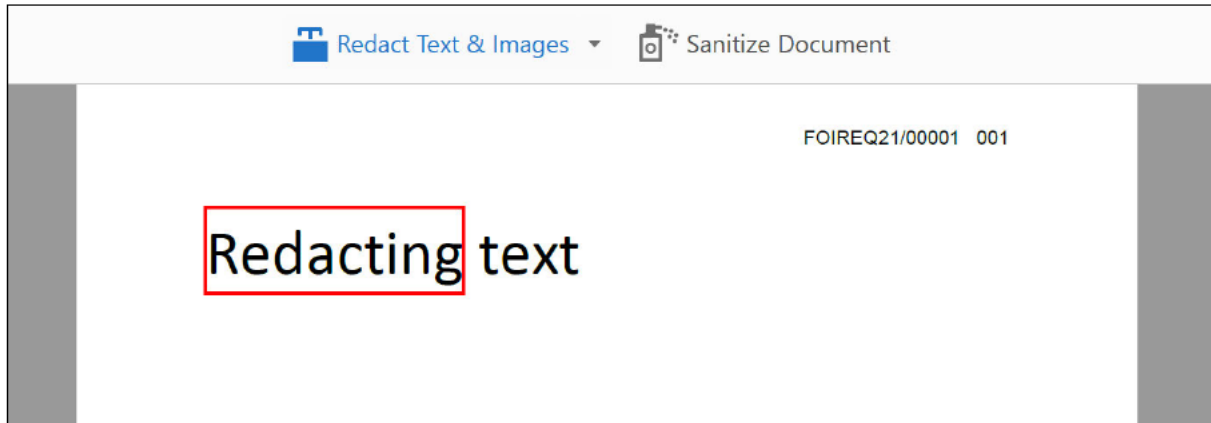 Redact Text & Images Sanitize Document
FOIREQ21/00001 001
Redacting text